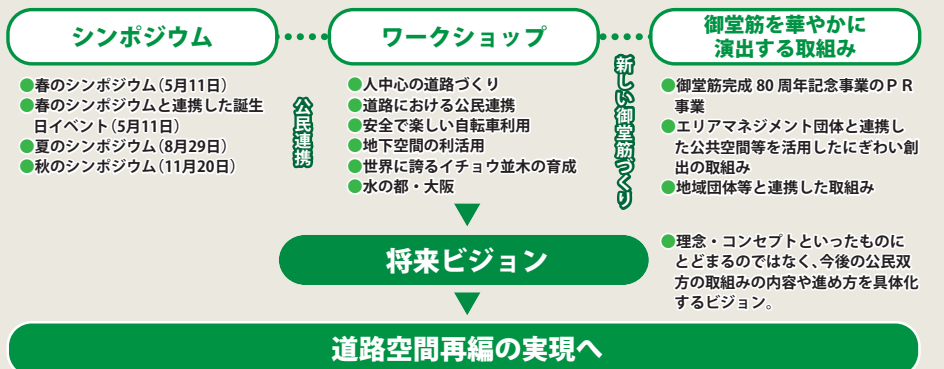 シンポジウム
●春のシンポジウム(5月11日)
●春のシンポジウムと連携した誕生
日イベント(5月11日)
●夏のシンポジウム(8月29日)
●秋のシンポジウム(11月20日)
公民連携
ワークショップ
●人中心の道路づくり
●道路における公民連携
●安全で楽しい自転車利用
●地下空間の利活用
●世界に誇るイチョウ並木の育成
●水の都・大阪
新しい御堂筋づくり
御堂筋を華やかに
演出する取組み
●御堂筋完成 80 周年記念事業のPR
事業
●エリアマネジメント団体と連携し
た公共空間等を活用したにぎわい創
出の取組み
●地域団体等と連携した取組み
将来ビジョン
●理念・コンセプトといったものに
とどまるのではなく、今後の公民双
方の取組みの内容や進め方を具体化
するビジョン。
道路空間再編の実現へ